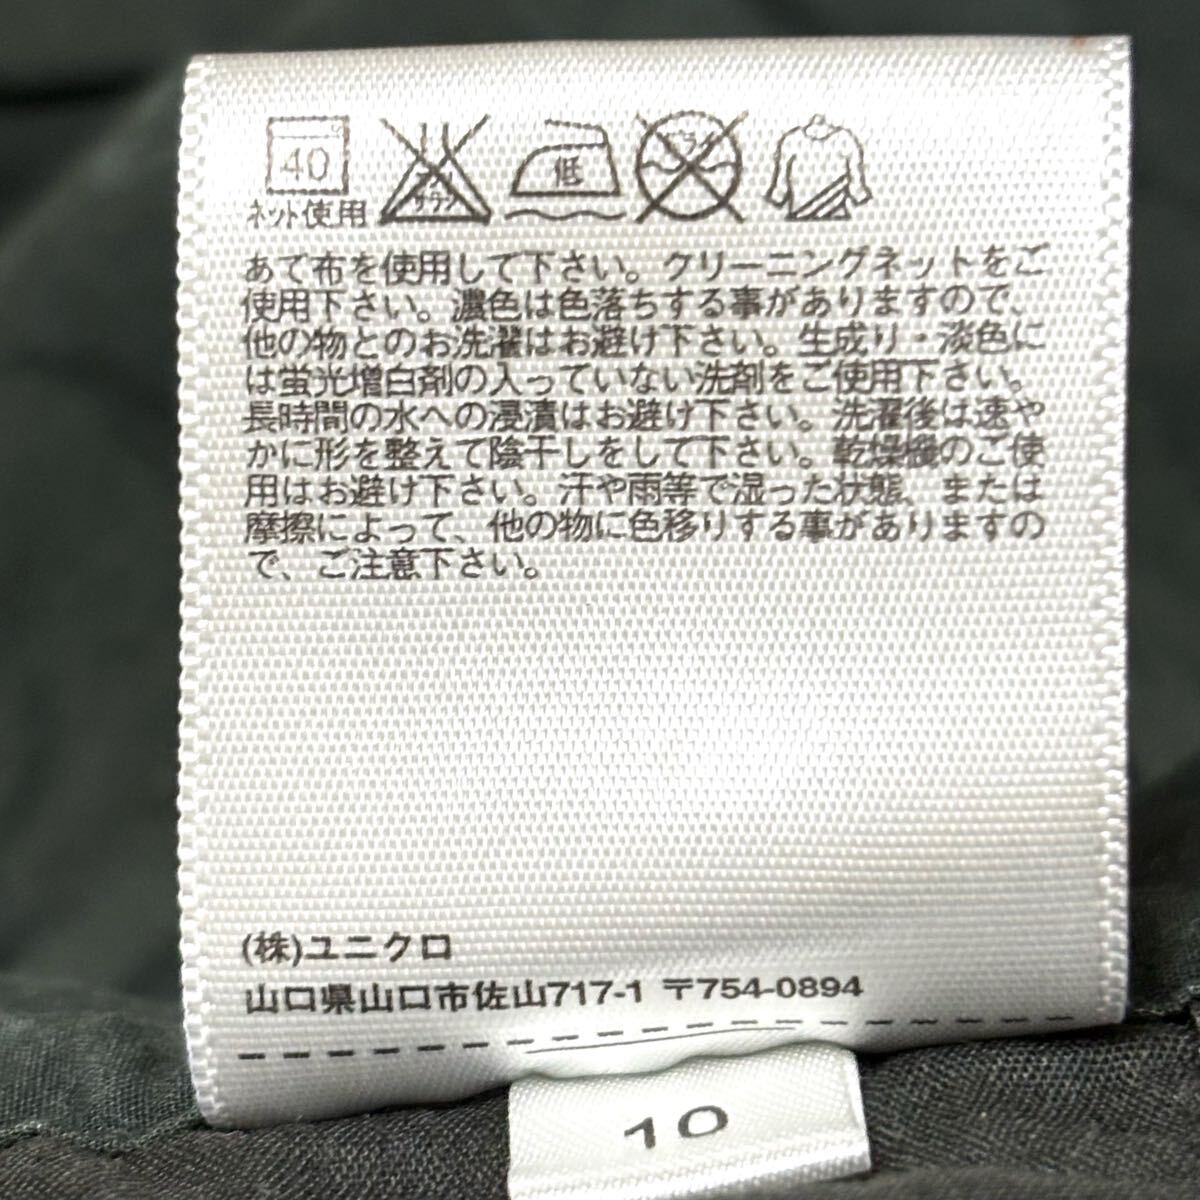 40
ネット使用
エンソ
サラシ
低
ドライ
あて布を使用して下さい。クリーニングネットをご
使用下さい。濃色は色落ちする事がありますので、
他の物とのお洗濯はお避け下さい。生成り・淡色に
は蛍光増白剤の入っていない洗剤をご使用下さい。
長時間の水への浸漬はお避け下さい。洗濯後は速や
かに形を整えて陰干しをして下さい。乾燥機のご使
用はお避け下さい。汗や雨等で湿った状態、または
摩擦によって、他の物に色移りする事がありますの
で、ご注意下さい。
(株)ユニクロ
山口県山口市佐山717-1 〒754-0894
10